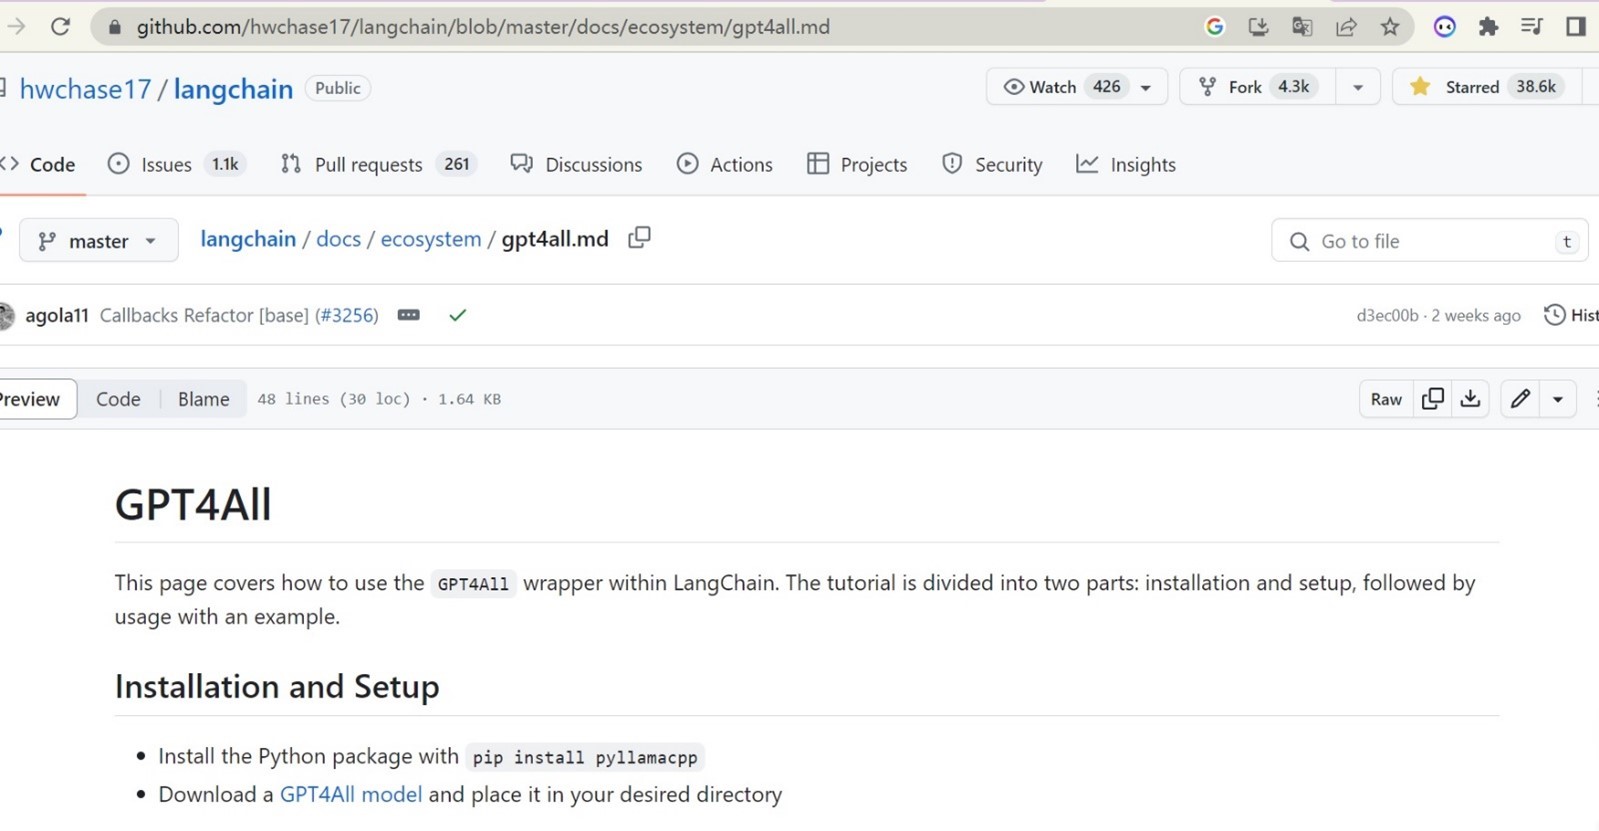 github.com/hwchase17/langchain/blob/master/docs/ecosystem/gpt4all.md
hwchase17 / langchain Public Watch 426 Fork 4.3k Starred 38.6k
Code Issues 1.1k Pull requests 261 Discussions Actions Projects Security Insights
master langchain / docs / ecosystem / gpt4all.md Go to file t
agola11 Callbacks Refactor [base] (#3256) d3ec00b · 2 weeks ago Hist
Preview Code Blame 48 lines (30 loc) · 1.64 KB Raw
GPT4All
This page covers how to use the GPT4All wrapper within LangChain. The tutorial is divided into two parts: installation and setup, followed by
usage with an example.
Installation and Setup
• Install the Python package with pip install pyllamacpp
• Download a GPT4All model and place it in your desired directory